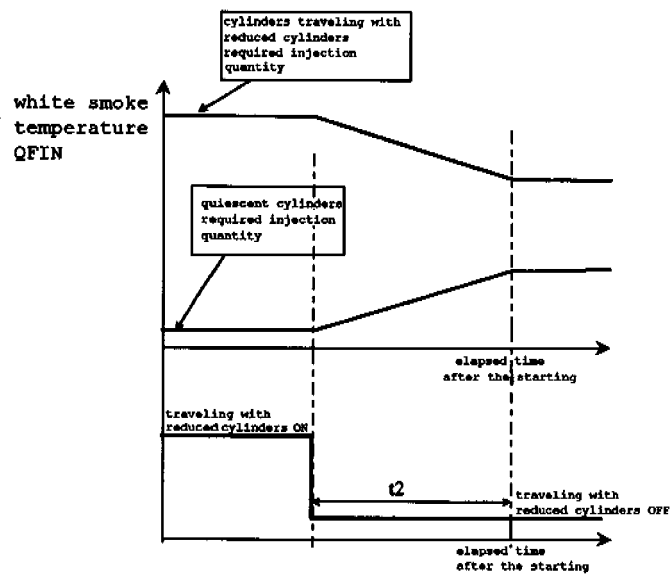 cylinders traveling with
reduced cylinders
required injection
quantity
white smoke
temperature
QFIN
quiescent cylinders
required injection
quantity
elapsed time
after the starting
traveling with
reduced cylinders ON
t2
traveling with
reduced cylinders OFF
elapsed time
after the starting